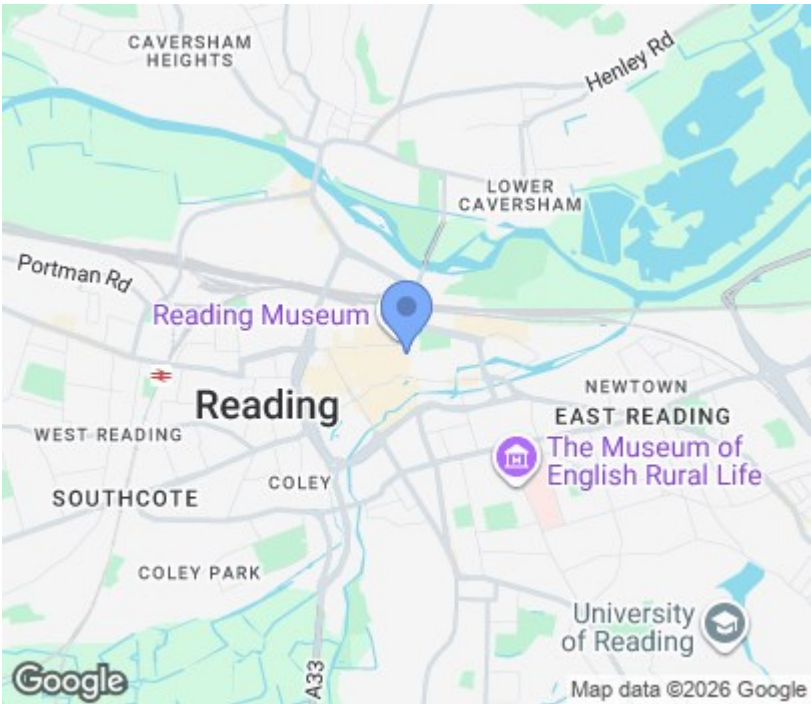 CAVERSHAM
HEIGHTS
Henley Rd
LOWER
CAVERSHAM
Portman Rd
Reading Museum
Reading
NEWTOWN
EAST READING
WEST READING
The Museum of
English Rural Life
COLEY
SOUTHCOTE
COLEY PARK
University
of Reading
A33
Google
Map data ©2026 Google